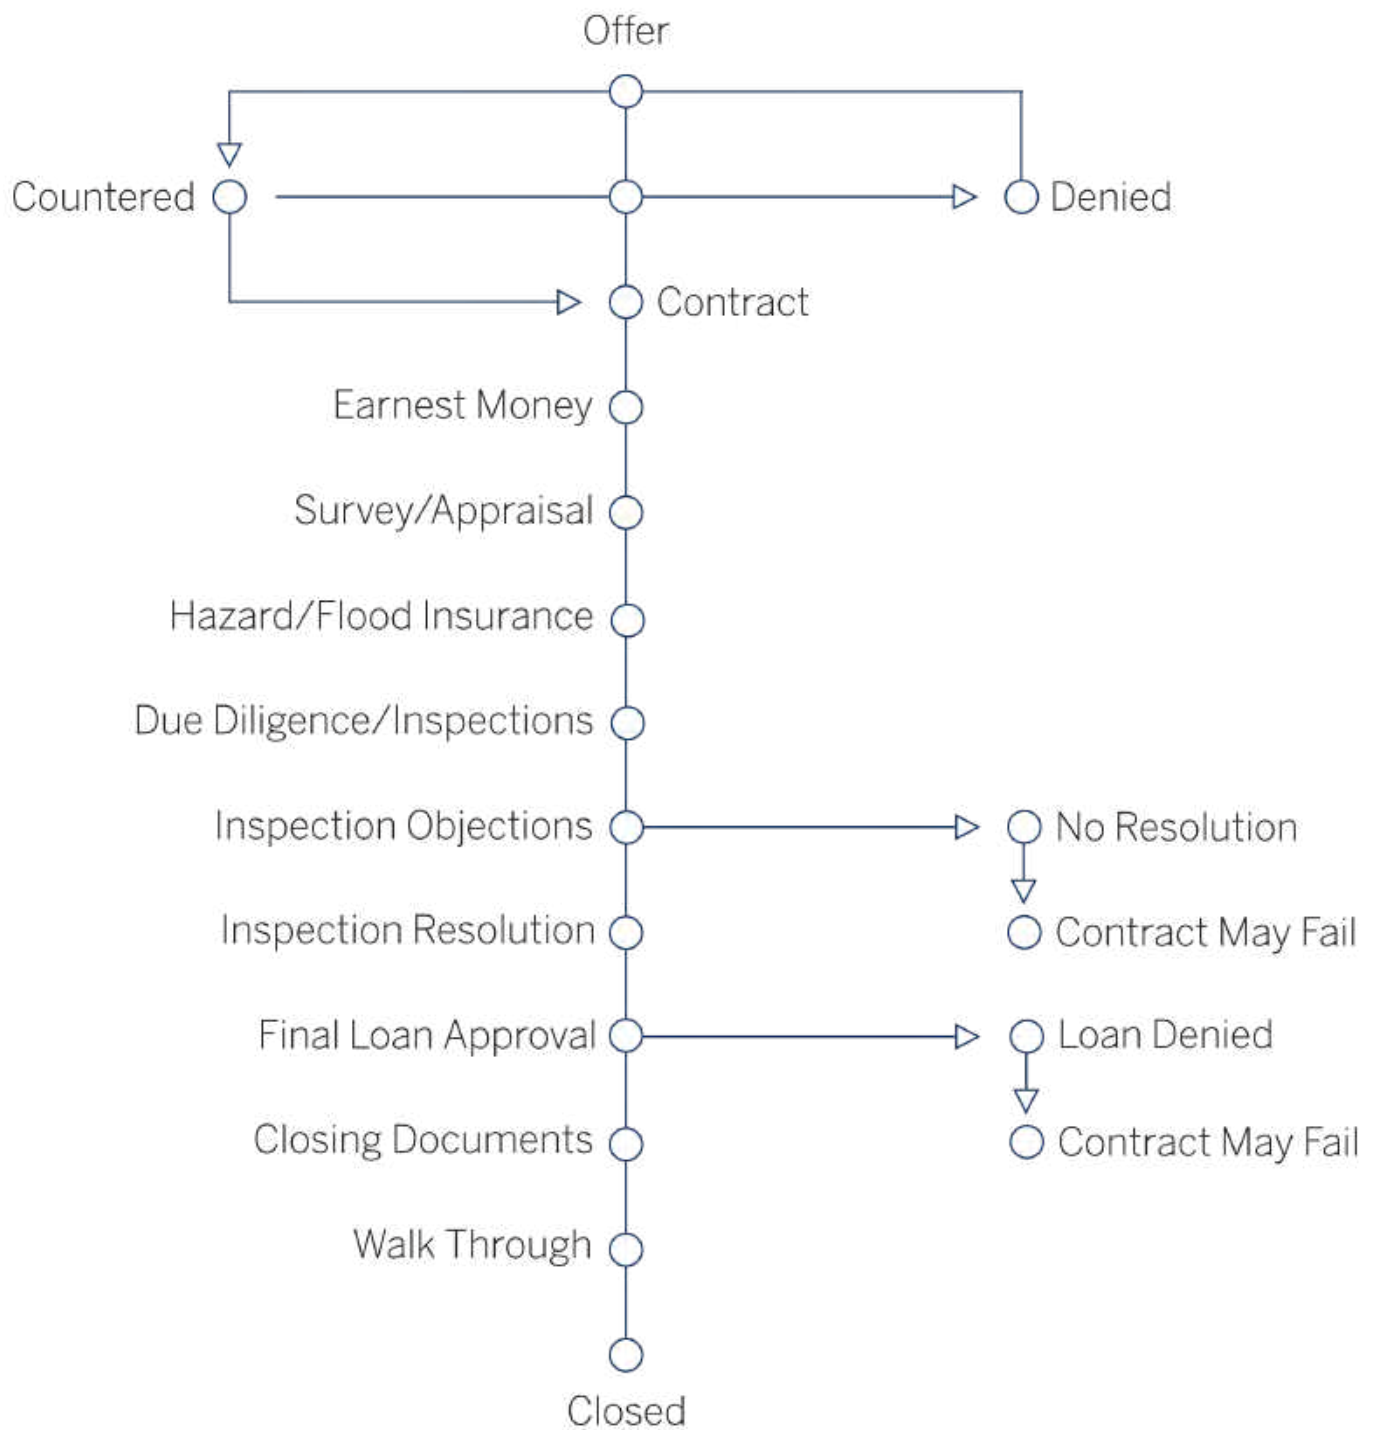 Offer
Countered
Denied
Contract
Earnest Money
Survey/Appraisal
Hazard/Flood Insurance
Due Diligence/Inspections
Inspection Objections
No Resolution
Inspection Resolution
Contract May Fail
Final Loan Approval
Loan Denied
Closing Documents
Contract May Fail
Walk Through
Closed